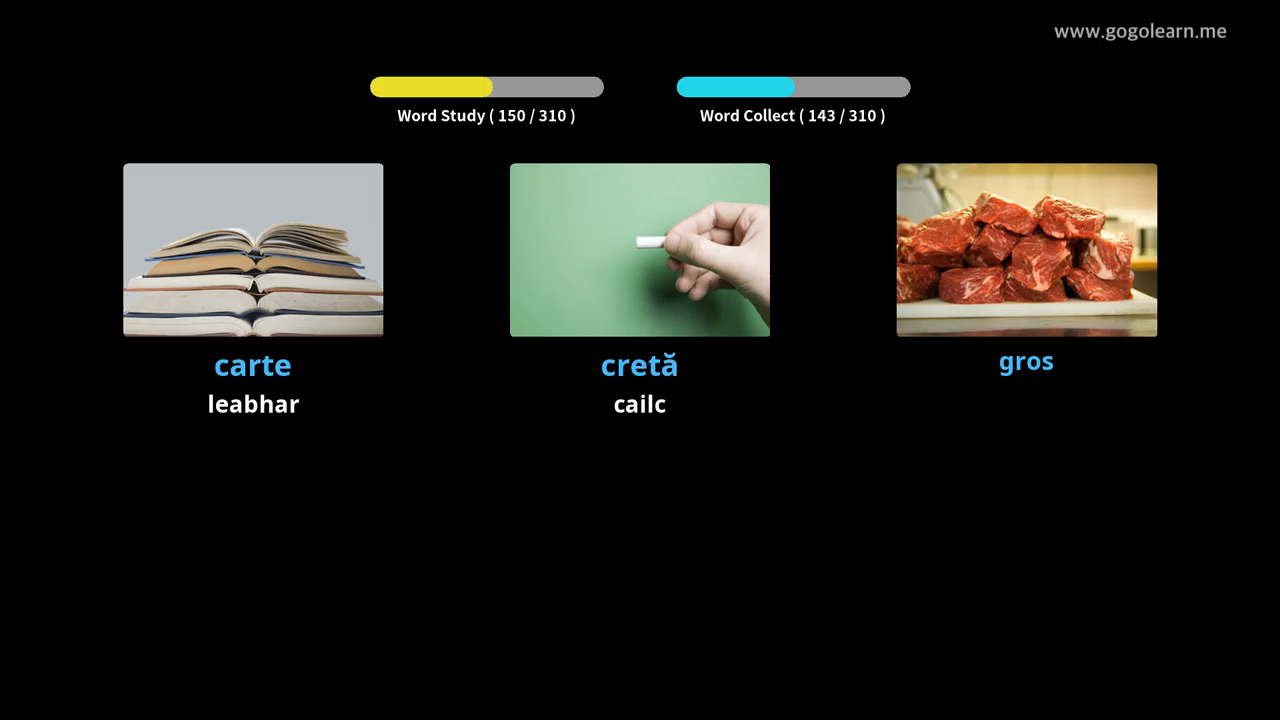 www.gogolearn.me
Word Study ( 150 / 310 )
Word Collect ( 143 / 310 )
carte
leabhar
cretă
cailc
gros